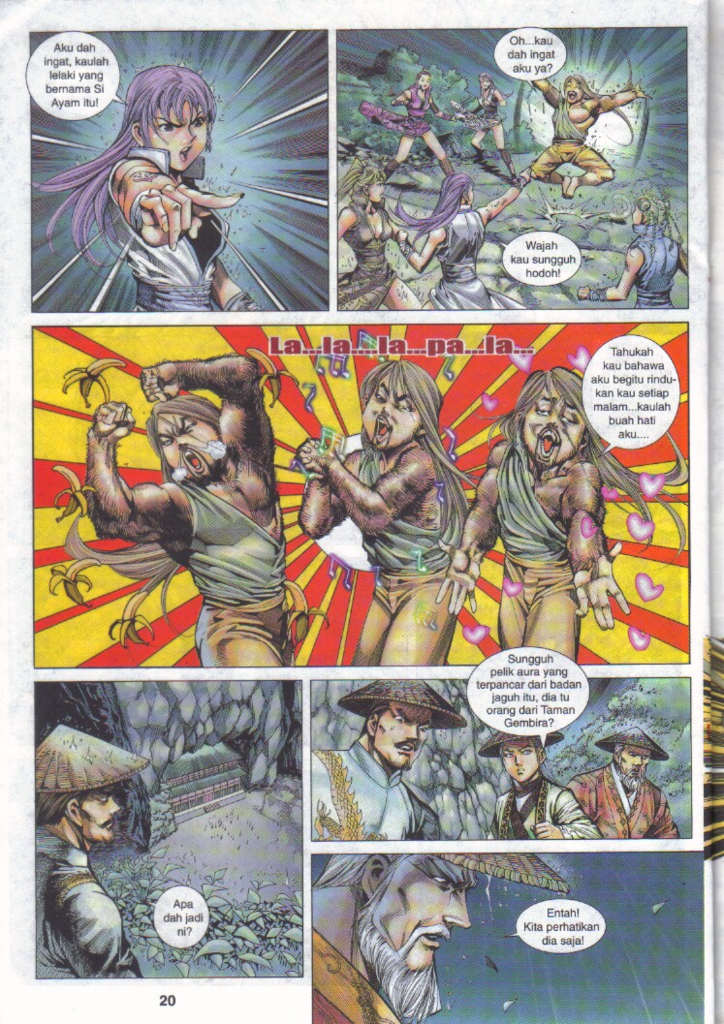 Aku dah
ingat, kaulah
lelaki yang
bernama Si
Ayam itu!
Oh...kau
dah ingat
aku ya?
Wajah
kau sungguh
hodoh!
La...la....la...pa...la...
Tahukah
kau bahawa
aku begitu rindu-
kan kau setiap
malam...kaulah
buah hati
aku....
Apa
dah jadi
ni?
Sungguh
pelik aura yang
terpancar dari badan
jaguh itu, dia tu
orang dari Taman
Gembira?
Entah!
Kita perhatikan
dia saja!
20